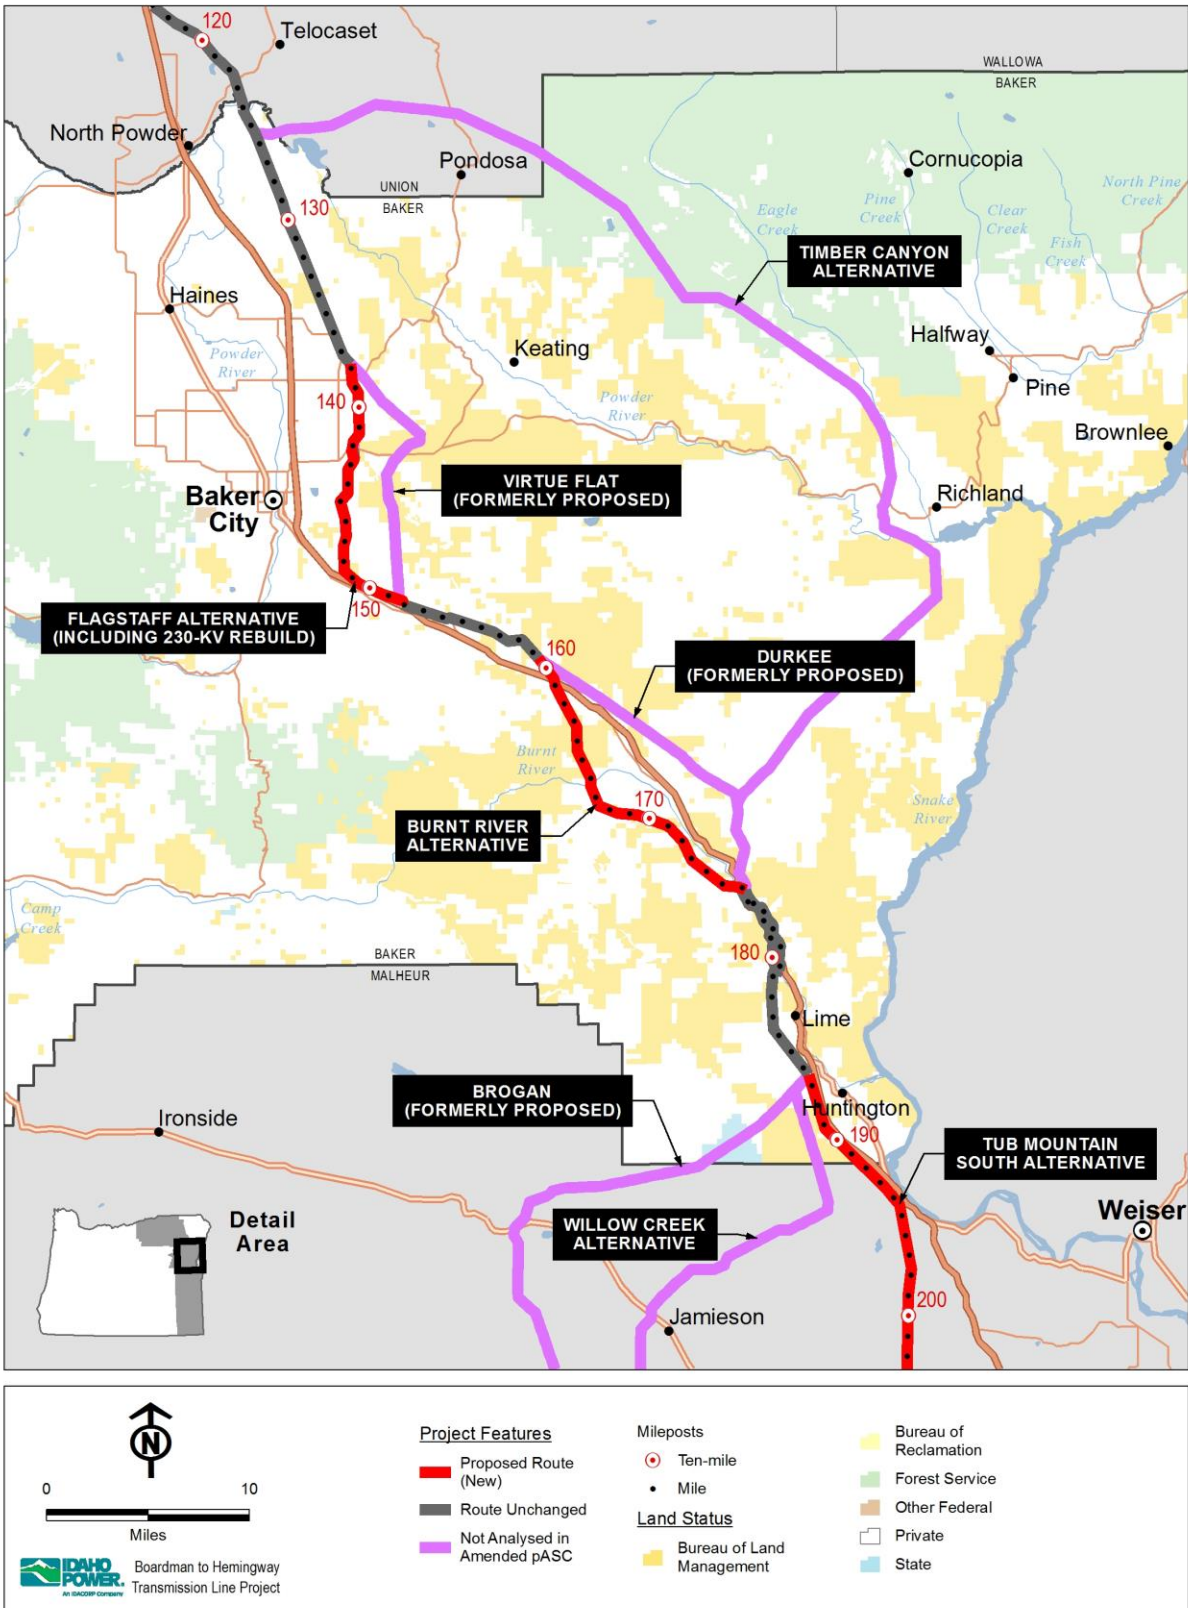 120
Telocaset
WALLOWA
BAKER
North Powder
Pondosa
UNION
BAKER
Cornucopia
North Pine
Creek
Pine
Creek
Eagle
Creek
Clear
Creek
Fish
Creek
130
TIMBER CANYON
ALTERNATIVE
Haines
Halfway
Powder
River
Keating
Pine
Powder
River
140
Brownlee
VIRTUE FLAT
(FORMERLY PROPOSED)
Baker
City
Richland
150
FLAGSTAFF ALTERNATIVE
(INCLUDING 230-KV REBUILD)
160
DURKEE
(FORMERLY PROPOSED)
Burnt
River
170
Snake
River
BURNT RIVER
ALTERNATIVE
Camp
Creek
BAKER
MALHEUR
180
Lime
BROGAN
(FORMERLY PROPOSED)
Huntington
Ironside
190
TUB MOUNTAIN
SOUTH ALTERNATIVE
Detail
Area
WILLOW CREEK
ALTERNATIVE
Weiser
200
Jamieson
N
0 10
Miles
IDAHO
POWER.
An IDACORP Company
Boardman to Hemingway
Transmission Line Project
Project Features
Proposed Route
(New)
Route Unchanged
Not Analysed in
Amended pASC
Mileposts
Ten-mile
Mile
Land Status
Bureau of Land
Management
Bureau of
Reclamation
Forest Service
Other Federal
Private
State